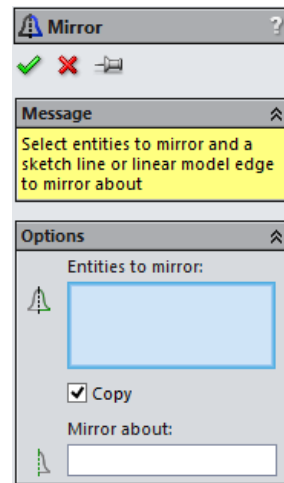 Mirror ?
Message
Select entities to mirror and a
sketch line or linear model edge
to mirror about
Options
Entities to mirror:
Copy
Mirror about: